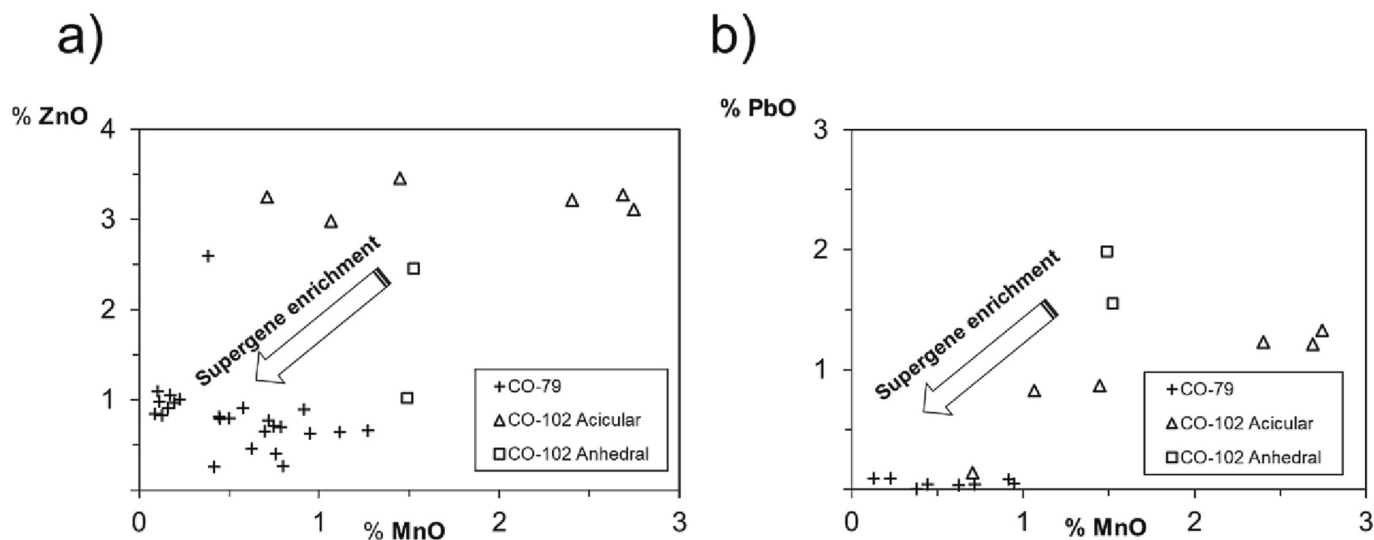 a)
% ZnO
4
3
2
1
0
0
1
2
3
% MnO
Supergene enrichment
CO-79
CO-102 Acicular
CO-102 Anhedral
b)
% PbO
3
2
1
0
0
1
2
3
% MnO
Supergene enrichment
CO-79
CO-102 Acicular
CO-102 Anhedral